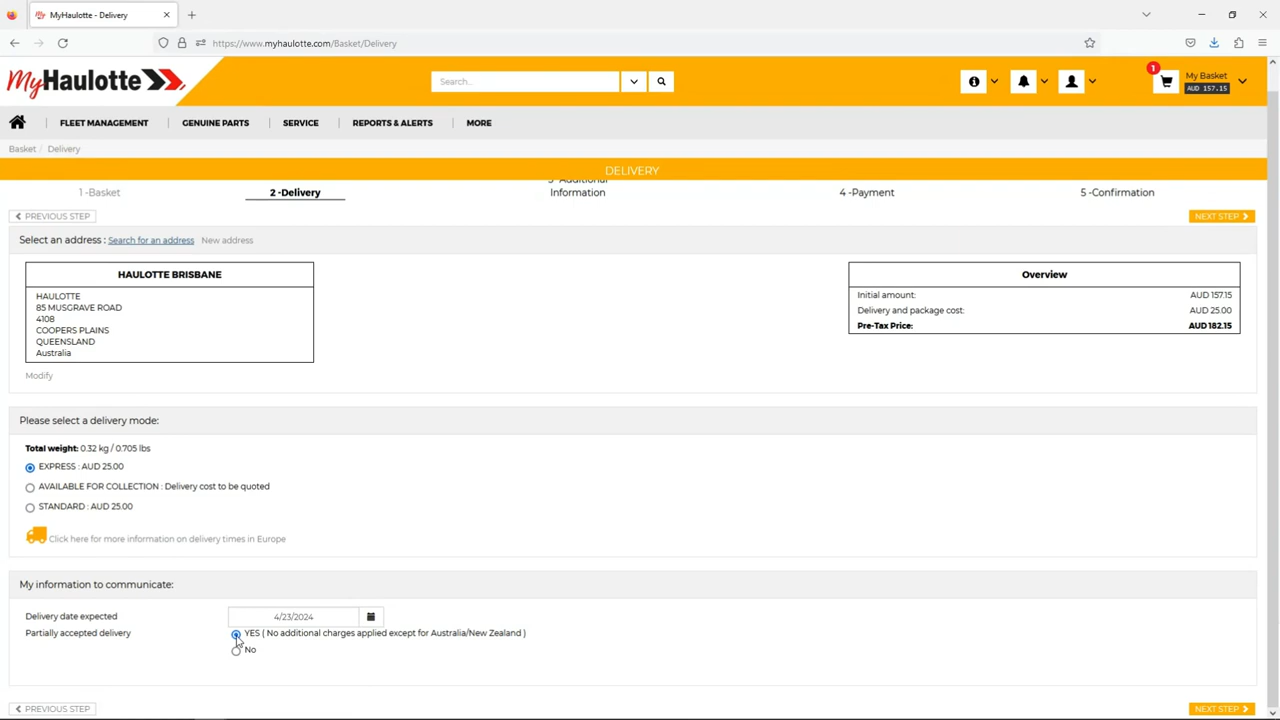 MyHaulotte - Delivery
https://www.myhaulotte.com/Basket/Delivery
MyHaulotte
Search...
1
My Basket
AUD 157.15
FLEET MANAGEMENT
GENUINE PARTS
SERVICE
REPORTS & ALERTS
MORE
Basket / Delivery
DELIVERY
1 -Basket
2 -Delivery
3 -Additional
Information
4 -Payment
5 -Confirmation
PREVIOUS STEP
NEXT STEP
Select an address : Search for an address New address
HAULOTTE BRISBANE
HAULOTTE
85 MUSGRAVE ROAD
4108
COOPERS PLAINS
QUEENSLAND
Australia
Modify
Overview
Initial amount: AUD 157.15
Delivery and package cost: AUD 25.00
Pre-Tax Price: AUD 182.15
Please select a delivery mode:
Total weight: 0.32 kg / 0.705 lbs
EXPRESS : AUD 25.00
AVAILABLE FOR COLLECTION : Delivery cost to be quoted
STANDARD : AUD 25.00
Click here for more information on delivery times in Europe
My information to communicate:
Delivery date expected 4/23/2024
Partially accepted delivery YES ( No additional charges applied except for Australia/New Zealand )
No
PREVIOUS STEP
NEXT STEP